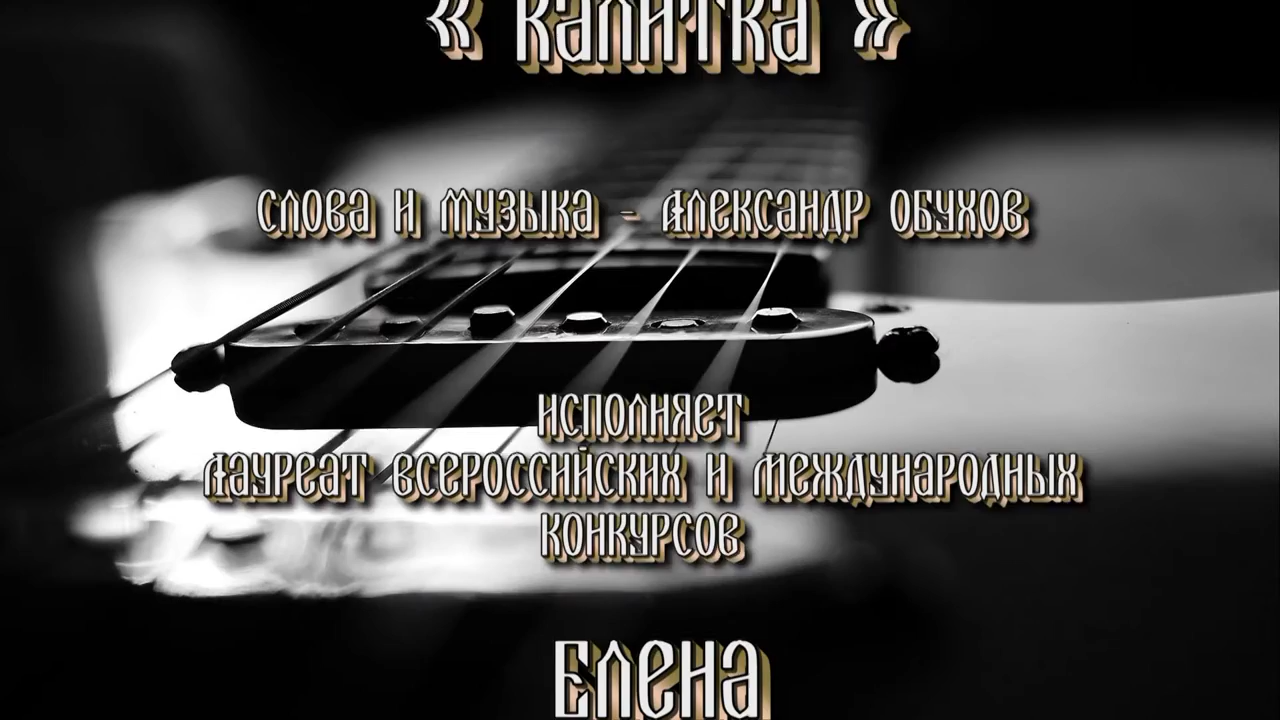 « Калитка »
Слова и музыка - Александр Обухов
Исполняет
Лауреат Всероссийских и Международных
конкурсов
Елена